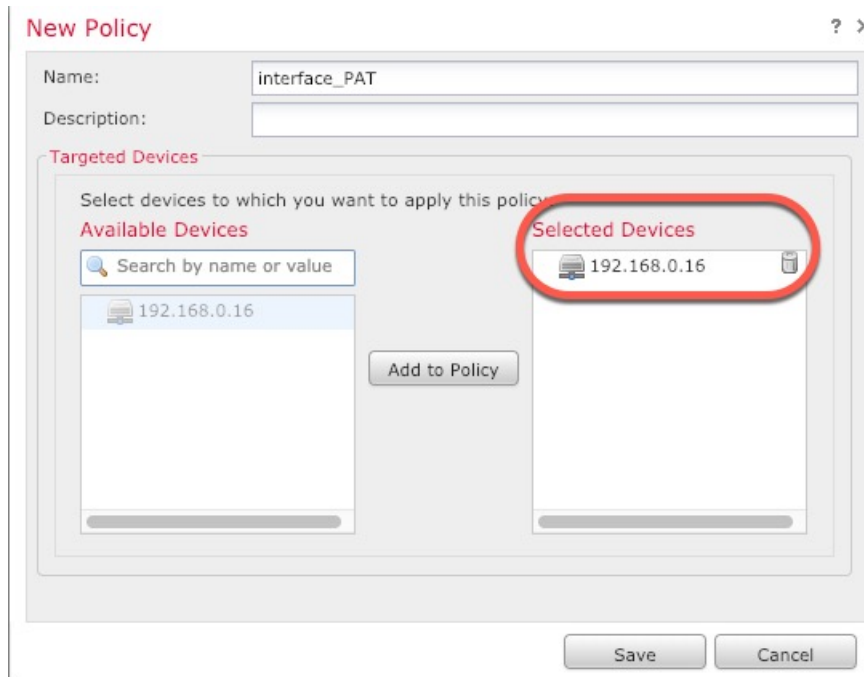 New Policy
?
Name:
interface_PAT
Description:
Targeted Devices
Select devices to which you want to apply this policy.
Available Devices
Selected Devices
Search by name or value
192.168.0.16
192.168.0.16
Add to Policy
Save
Cancel